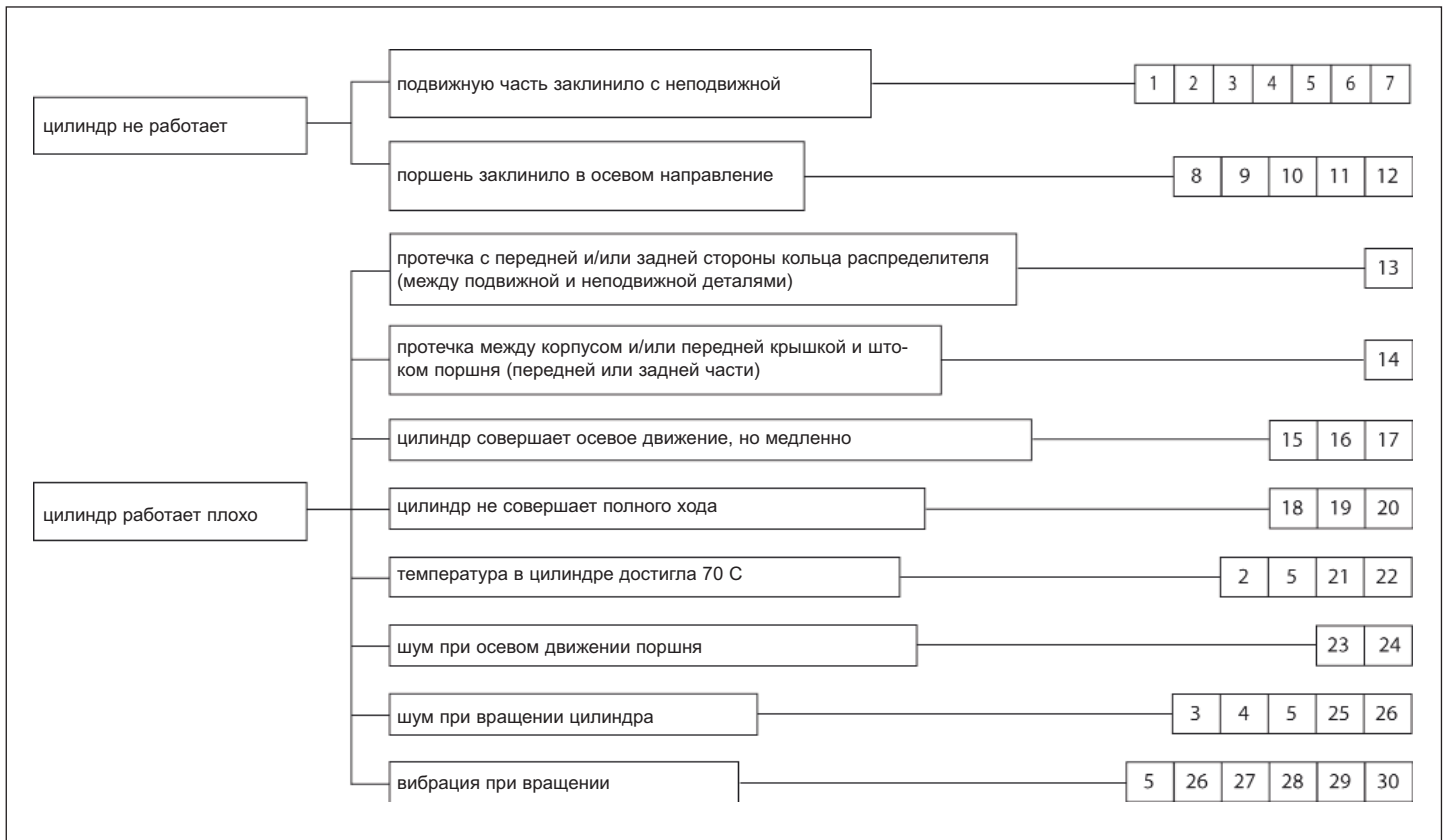 подвижную часть заклинило с неподвижной
1 2 3 4 5 6 7
цилиндр не работает
поршень заклинило в осевом направление
8 9 10 11 12
протечка с передней и/или задней стороны кольца распределителя
(между подвижной и неподвижной деталями)
13
протечка между корпусом и/или передней крышкой и што-
ком поршня (передней или задней части)
14
цилиндр совершает осевое движение, но медленно
15 16 17
цилиндр работает плохо
цилиндр не совершает полного хода
18 19 20
температура в цилиндре достигла 70 С
2 5 21 22
шум при осевом движении поршня
23 24
шум при вращении цилиндра
3 4 5 25 26
вибрация при вращении
5 26 27 28 29 30